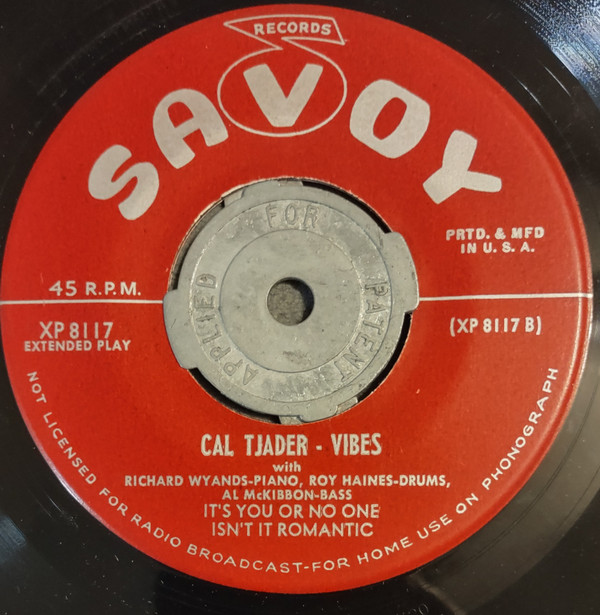 RECORDS
SAVOY
PRTD. & MFD
IN U. S. A.
45 R.P.M.
XP 8117
EXTENDED PLAY
(XP 8117 B)
PATENT APPLIED FOR
CAL TJADER - VIBES
with
RICHARD WYANDS-PIANO, ROY HAINES-DRUMS,
AL McKIBBON-BASS
IT'S YOU OR NO ONE
ISN'T IT ROMANTIC
NOT LICENSED FOR RADIO BROADCAST-FOR HOME USE ON PHONOGRAPH